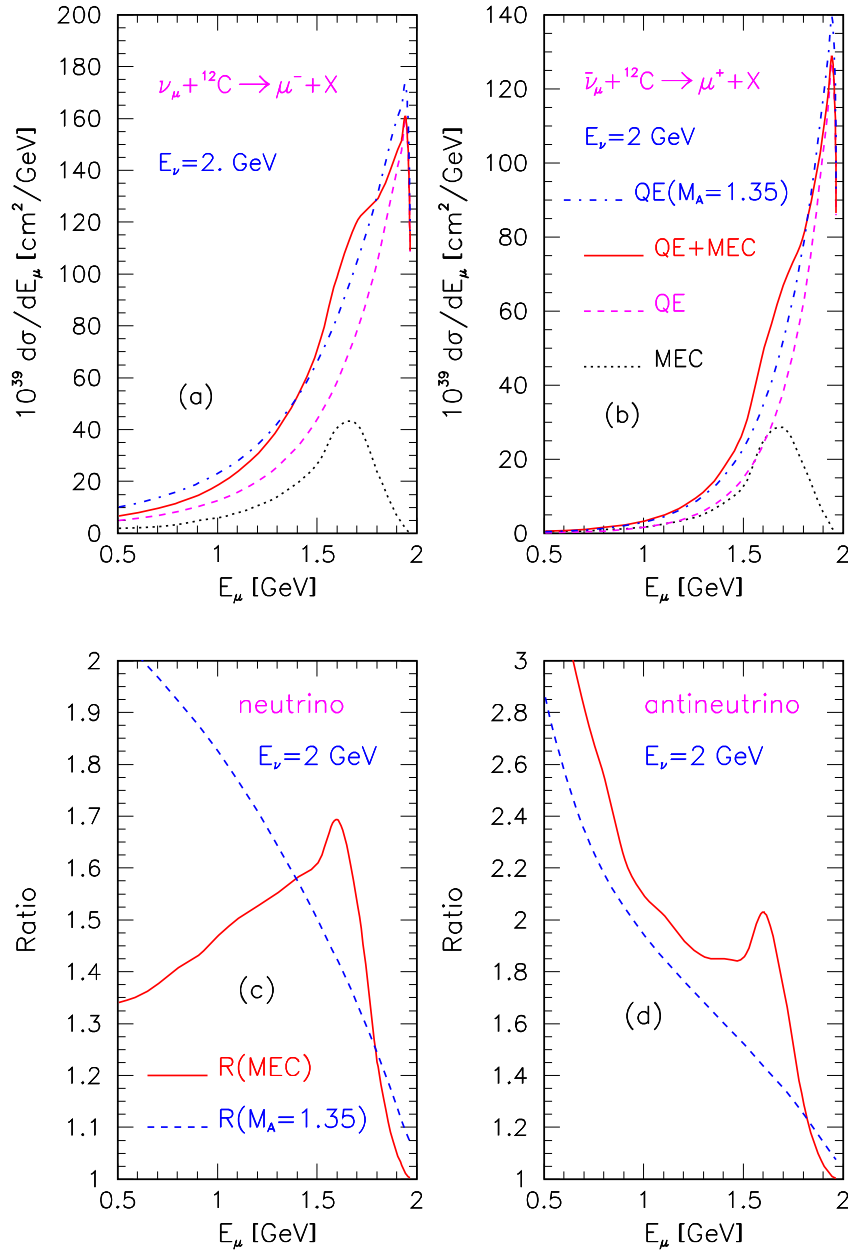 200
180
160
140
120
100
80
60
40
20
0
10³⁹ dσ/dE_μ [cm²/GeV]
ν_μ+¹²C→μ⁻+X
E_ν=2. GeV
(a)
0.5 1 1.5 2
E_μ [GeV]
140
120
100
80
60
40
20
0
10³⁹ dσ/dE_μ [cm²/GeV]
ν̄_μ+¹²C→μ⁺+X
E_ν=2 GeV
QE(M_A=1.35)
QE+MEC
QE
MEC
(b)
0.5 1 1.5 2
E_μ [GeV]
2
1.9
1.8
1.7
1.6
1.5
1.4
1.3
1.2
1.1
1
Ratio
neutrino
E_ν=2 GeV
(c)
R(MEC)
R(M_A=1.35)
0.5 1 1.5 2
E_μ [GeV]
3
2.8
2.6
2.4
2.2
2
1.8
1.6
1.4
1.2
1
Ratio
antineutrino
E_ν=2 GeV
(d)
0.5 1 1.5 2
E_μ [GeV]